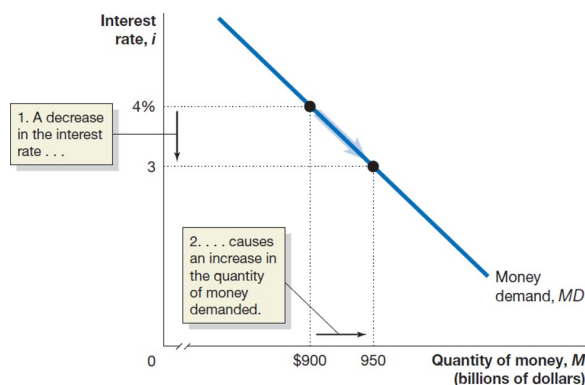 Interest
rate, i
4%
1. A decrease
in the interest
rate . . .
3
2. . . . causes
an increase in
the quantity
of money
demanded.
Money
demand, MD
0
$900
950
Quantity of money, M
(billions of dollars)